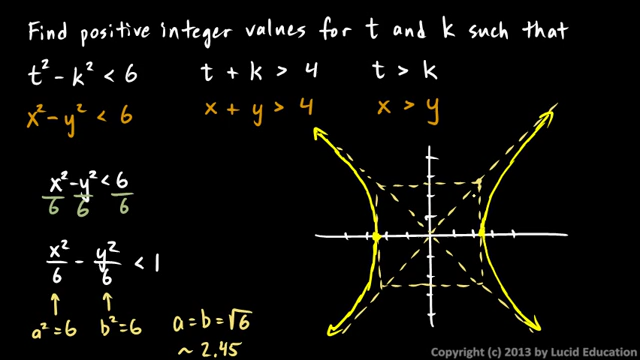 Find positive integer values for t and k such that
t² - k² < 6    t + k > 4    t > k
x² - y² < 6    x + y > 4    x > y
x² - y² < 6
6 6 6
x²/6 - y²/6 < 1
a² = 6    b² = 6    a = b = √6
~ 2.45
Copyright (c) 2013 by Lucid Education